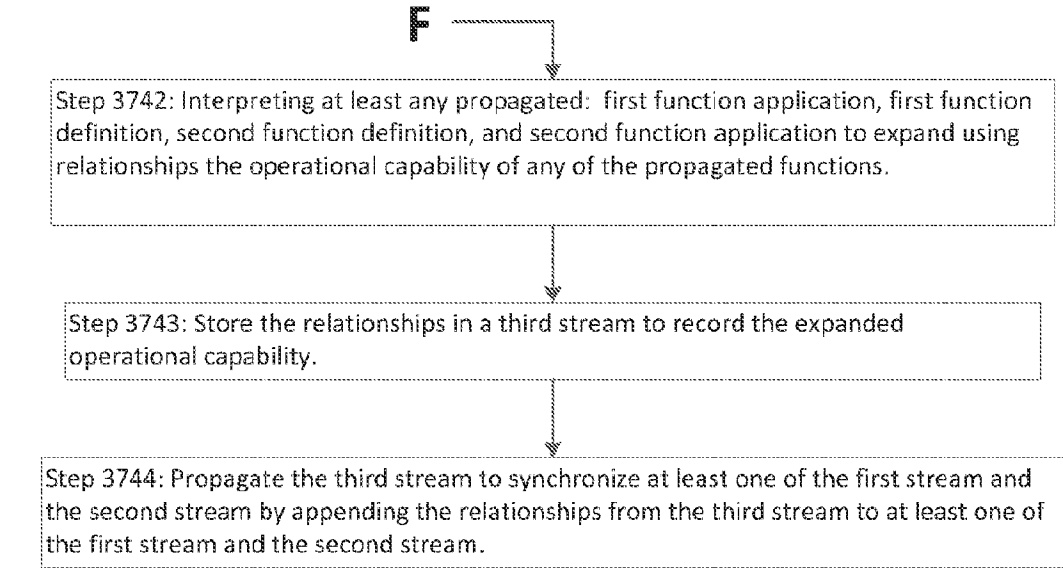 F
Step 3742: Interpreting at least any propagated: first function application, first function
definition, second function definition, and second function application to expand using
relationships the operational capability of any of the propagated functions.
Step 3743: Store the relationships in a third stream to record the expanded
operational capability.
Step 3744: Propagate the third stream to synchronize at least one of the first stream and
the second stream by appending the relationships from the third stream to at least one of
the first stream and the second stream.